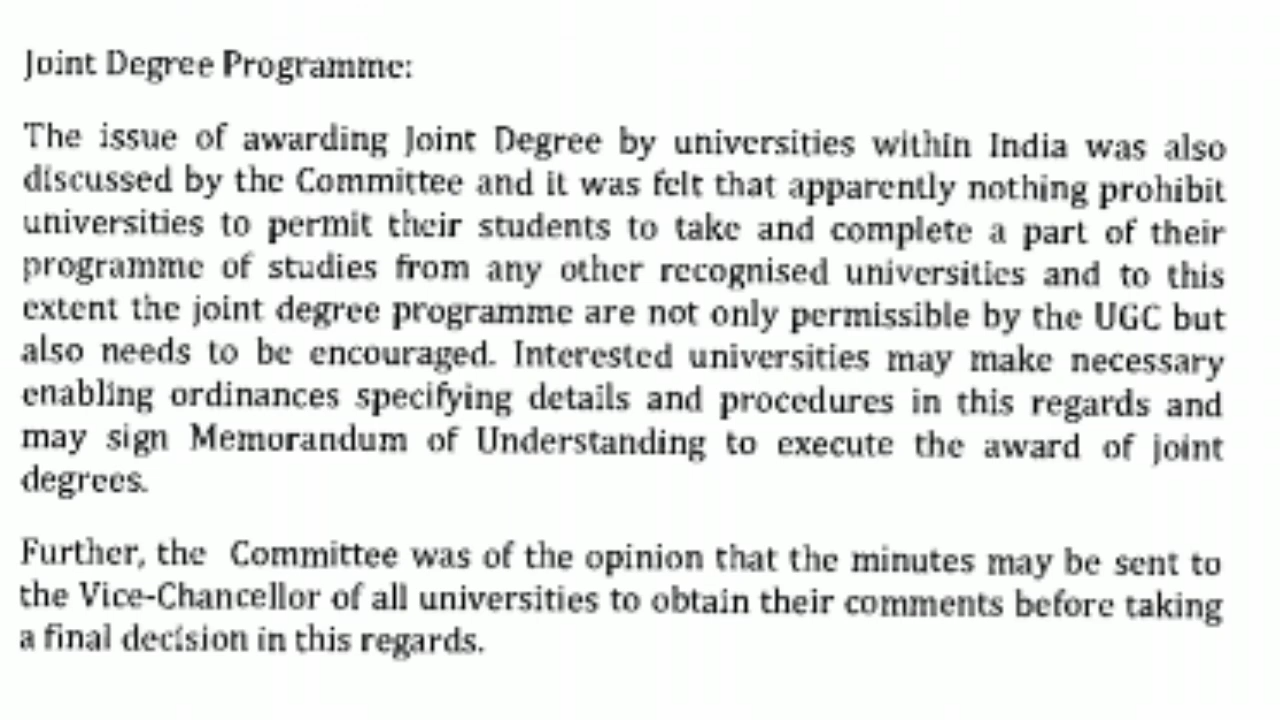 Joint Degree Programme:
The issue of awarding Joint Degree by universities within India was also
discussed by the Committee and it was felt that apparently nothing prohibit
universities to permit their students to take and complete a part of their
programme of studies from any other recognised universities and to this
extent the joint degree programme are not only permissible by the UGC but
also needs to be encouraged. Interested universities may make necessary
enabling ordinances specifying details and procedures in this regards and
may sign Memorandum of Understanding to execute the award of joint
degrees.
Further, the Committee was of the opinion that the minutes may be sent to
the Vice-Chancellor of all universities to obtain their comments before taking
a final decision in this regards.